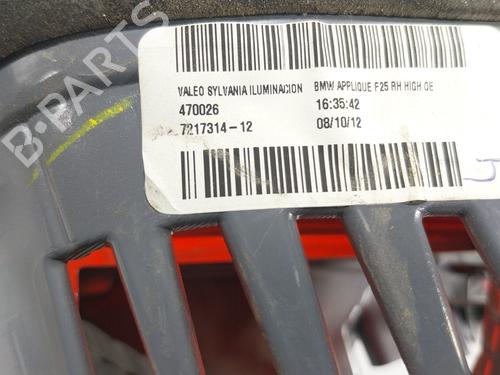 VALEO SYLVANIA ILUMINACION BMW APPLIQUE F25 RH HIGH OE
470026 16:35:42
7217314-12 08/10/12
B-PARTS